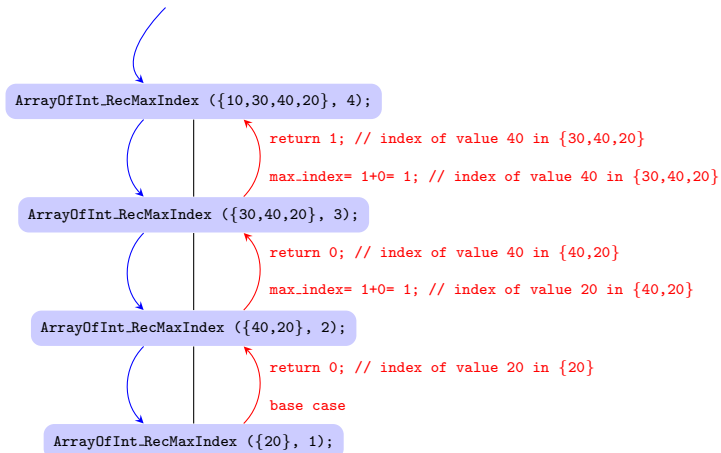 ArrayOfInt_RecMaxIndex ({10,30,40,20}, 4);
return 1; // index of value 40 in {30,40,20}
max_index= 1+0= 1; // index of value 40 in {30,40,20}
ArrayOfInt_RecMaxIndex ({30,40,20}, 3);
return 0; // index of value 40 in {40,20}
max_index= 1+0= 1; // index of value 20 in {40,20}
ArrayOfInt_RecMaxIndex ({40,20}, 2);
return 0; // index of value 20 in {20}
base case
ArrayOfInt_RecMaxIndex ({20}, 1);